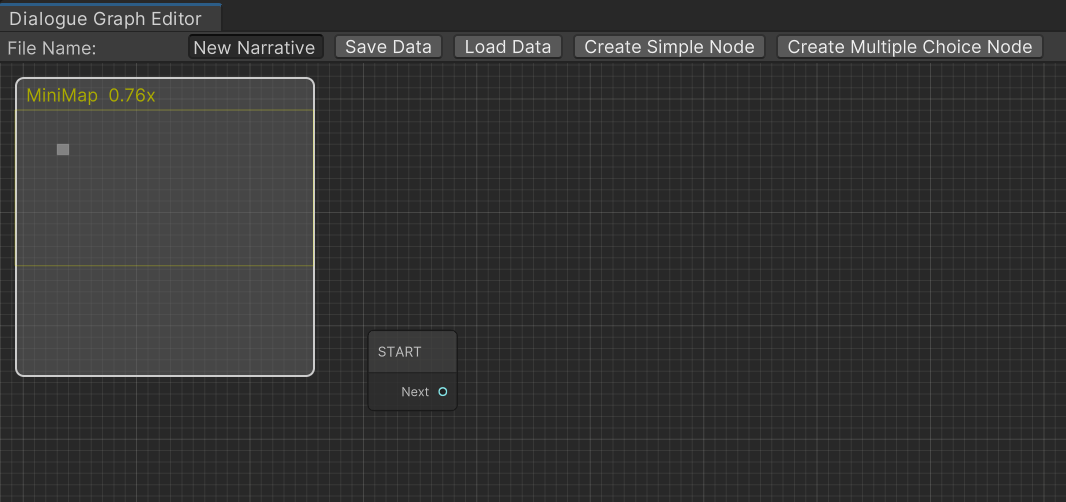 Dialogue Graph Editor
File Name: New Narrative Save Data Load Data Create Simple Node Create Multiple Choice Node
MiniMap 0.76x
START
Next